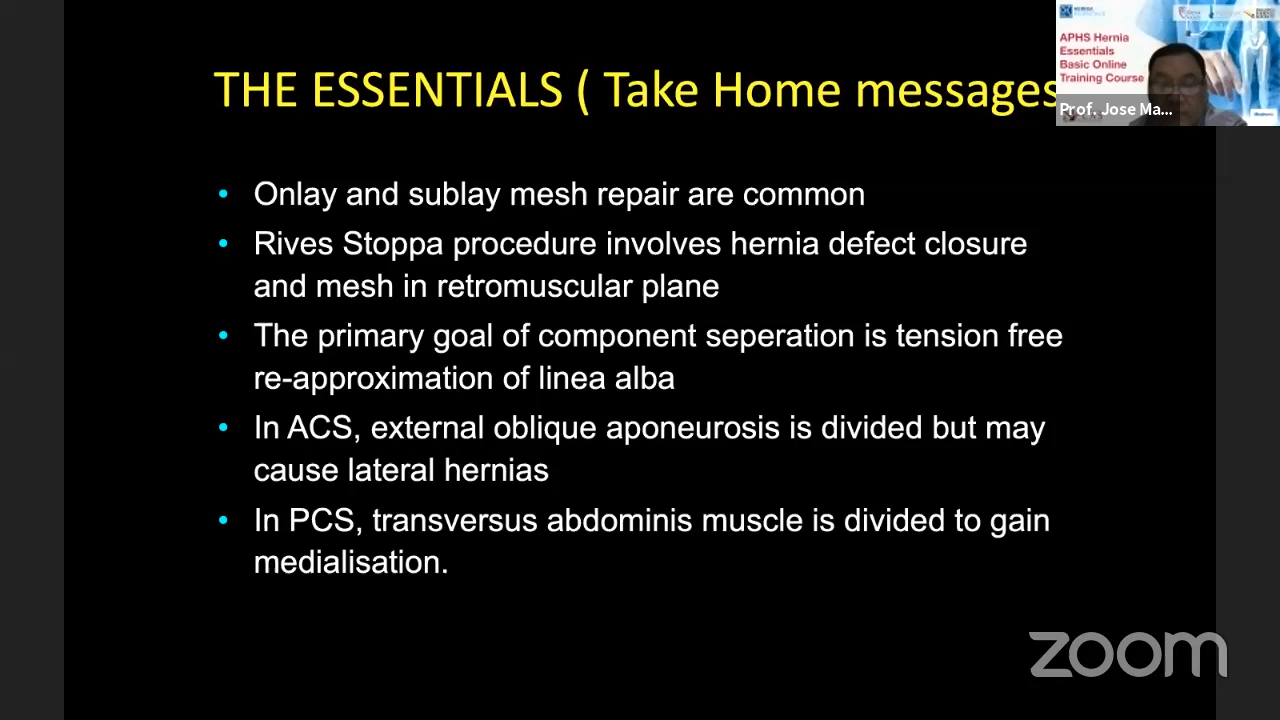 THE ESSENTIALS ( Take Home messages
APHS Hernia
Essentials
Basic Online
Training Course
Prof. Jose Ma...
• Onlay and sublay mesh repair are common
• Rives Stoppa procedure involves hernia defect closure
and mesh in retromuscular plane
• The primary goal of component seperation is tension free
re-approximation of linea alba
• In ACS, external oblique aponeurosis is divided but may
cause lateral hernias
• In PCS, transversus abdominis muscle is divided to gain
medialisation.
zoom